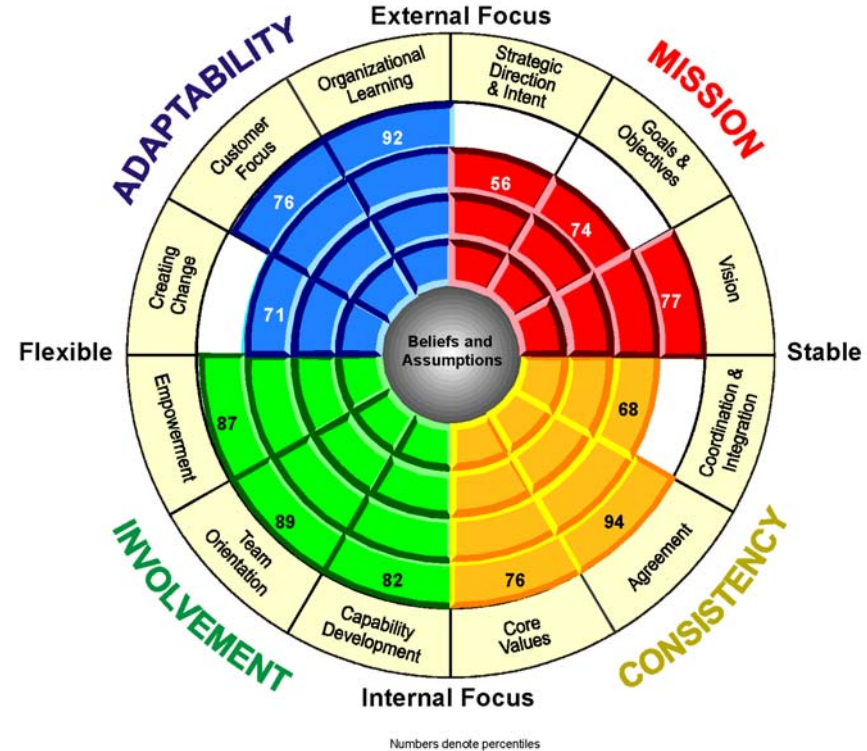 External Focus
ADAPTABILITY
MISSION
Organizational
Learning
Strategic
Direction
& Intent
Customer
Focus
Goals &
Objectives
Creating
Change
Vision
92
56
76
74
71
77
Beliefs and
Assumptions
Flexible
Stable
Empowerment
Coordination &
Integration
87
68
89
94
82
76
Team
Orientation
Agreement
Capability
Development
Core
Values
INVOLVEMENT
CONSISTENCY
Internal Focus
Numbers denote percentiles